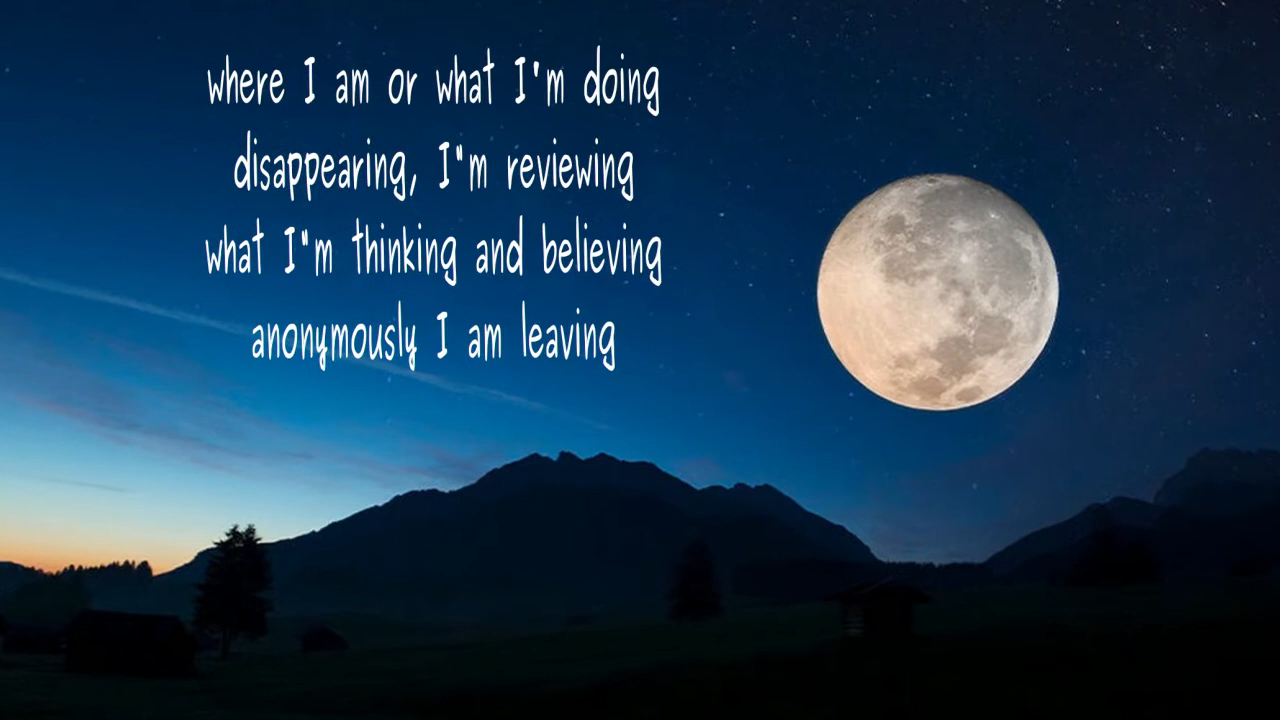 where I am or what I'm doing
disappearing, I"m reviewing
what I"m thinking and believing
anonymously I am leaving